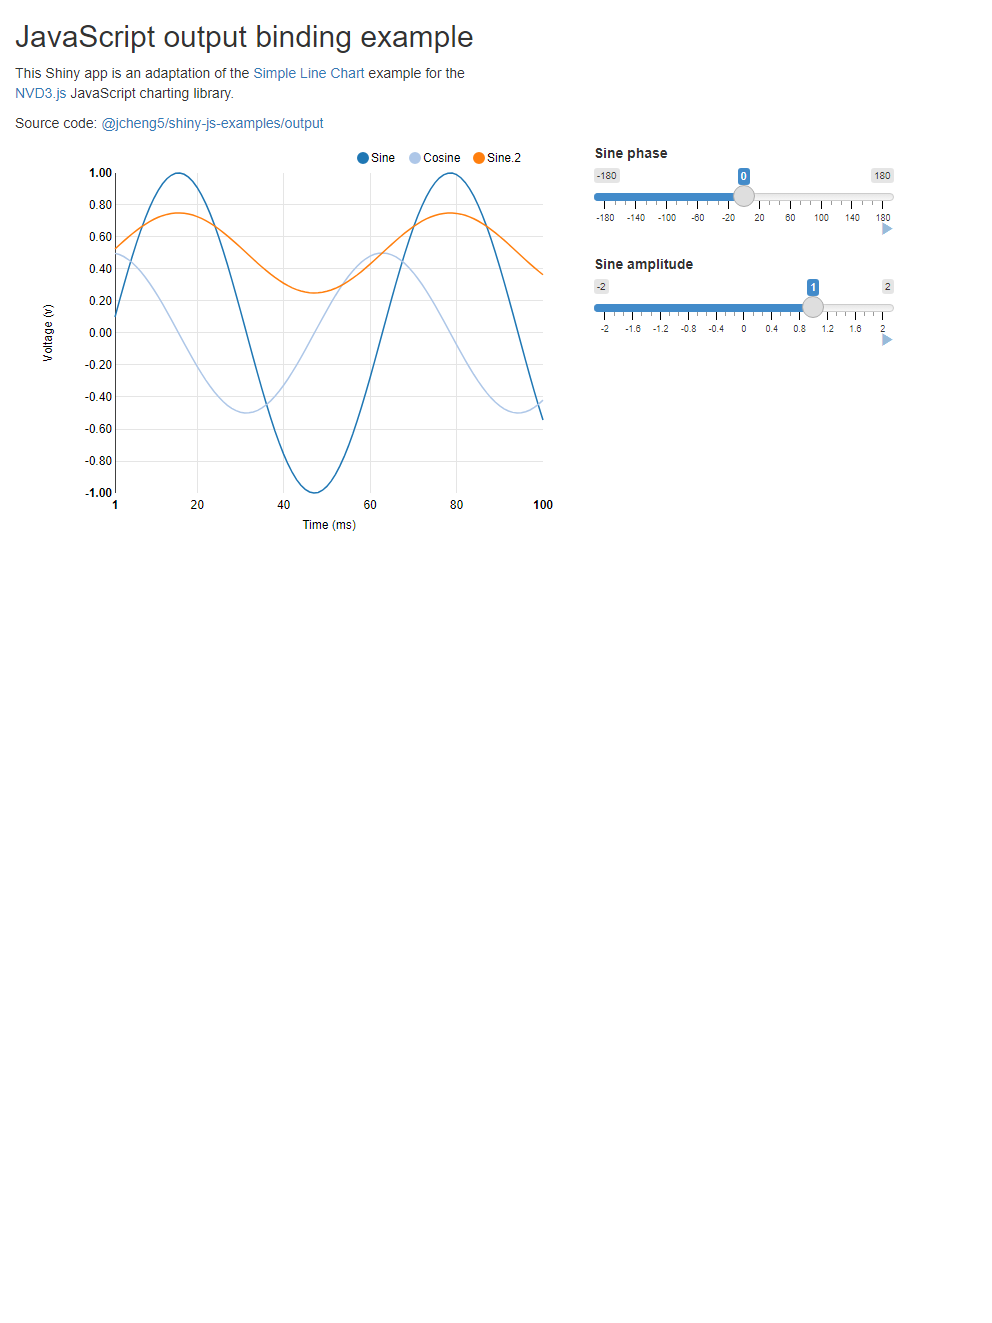 JavaScript output binding example
This Shiny app is an adaptation of the Simple Line Chart example for the
NVD3.js JavaScript charting library.
Source code: @jcheng5/shiny-js-examples/output
Sine Cosine Sine.2
1.00
0.80
0.60
0.40
0.20
0.00
-0.20
-0.40
-0.60
-0.80
-1.00
Voltage (v)
1 20 40 60 80 100
Time (ms)
Sine phase
-180 0 180
-180 -140 -100 -60 -20 20 60 100 140 180
Sine amplitude
-2 1 2
-2 -1.6 -1.2 -0.8 -0.4 0 0.4 0.8 1.2 1.6 2